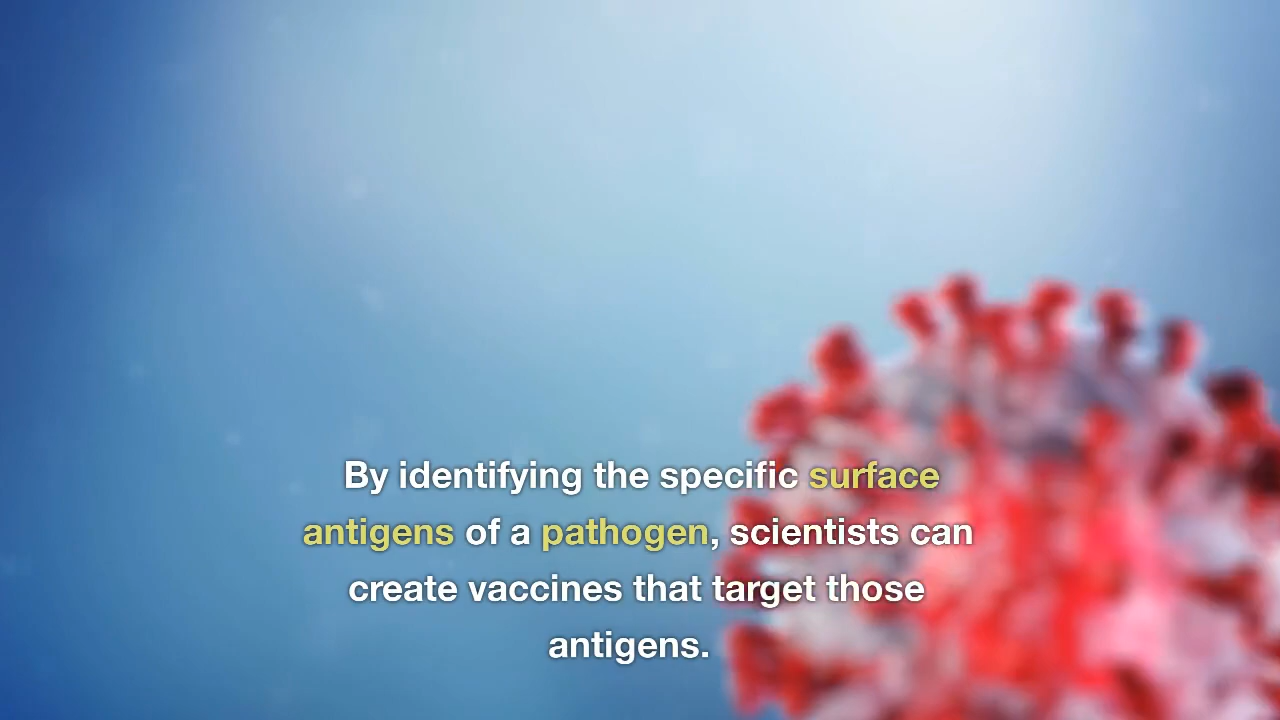 By identifying the specific surface
antigens of a pathogen, scientists can
create vaccines that target those
antigens.